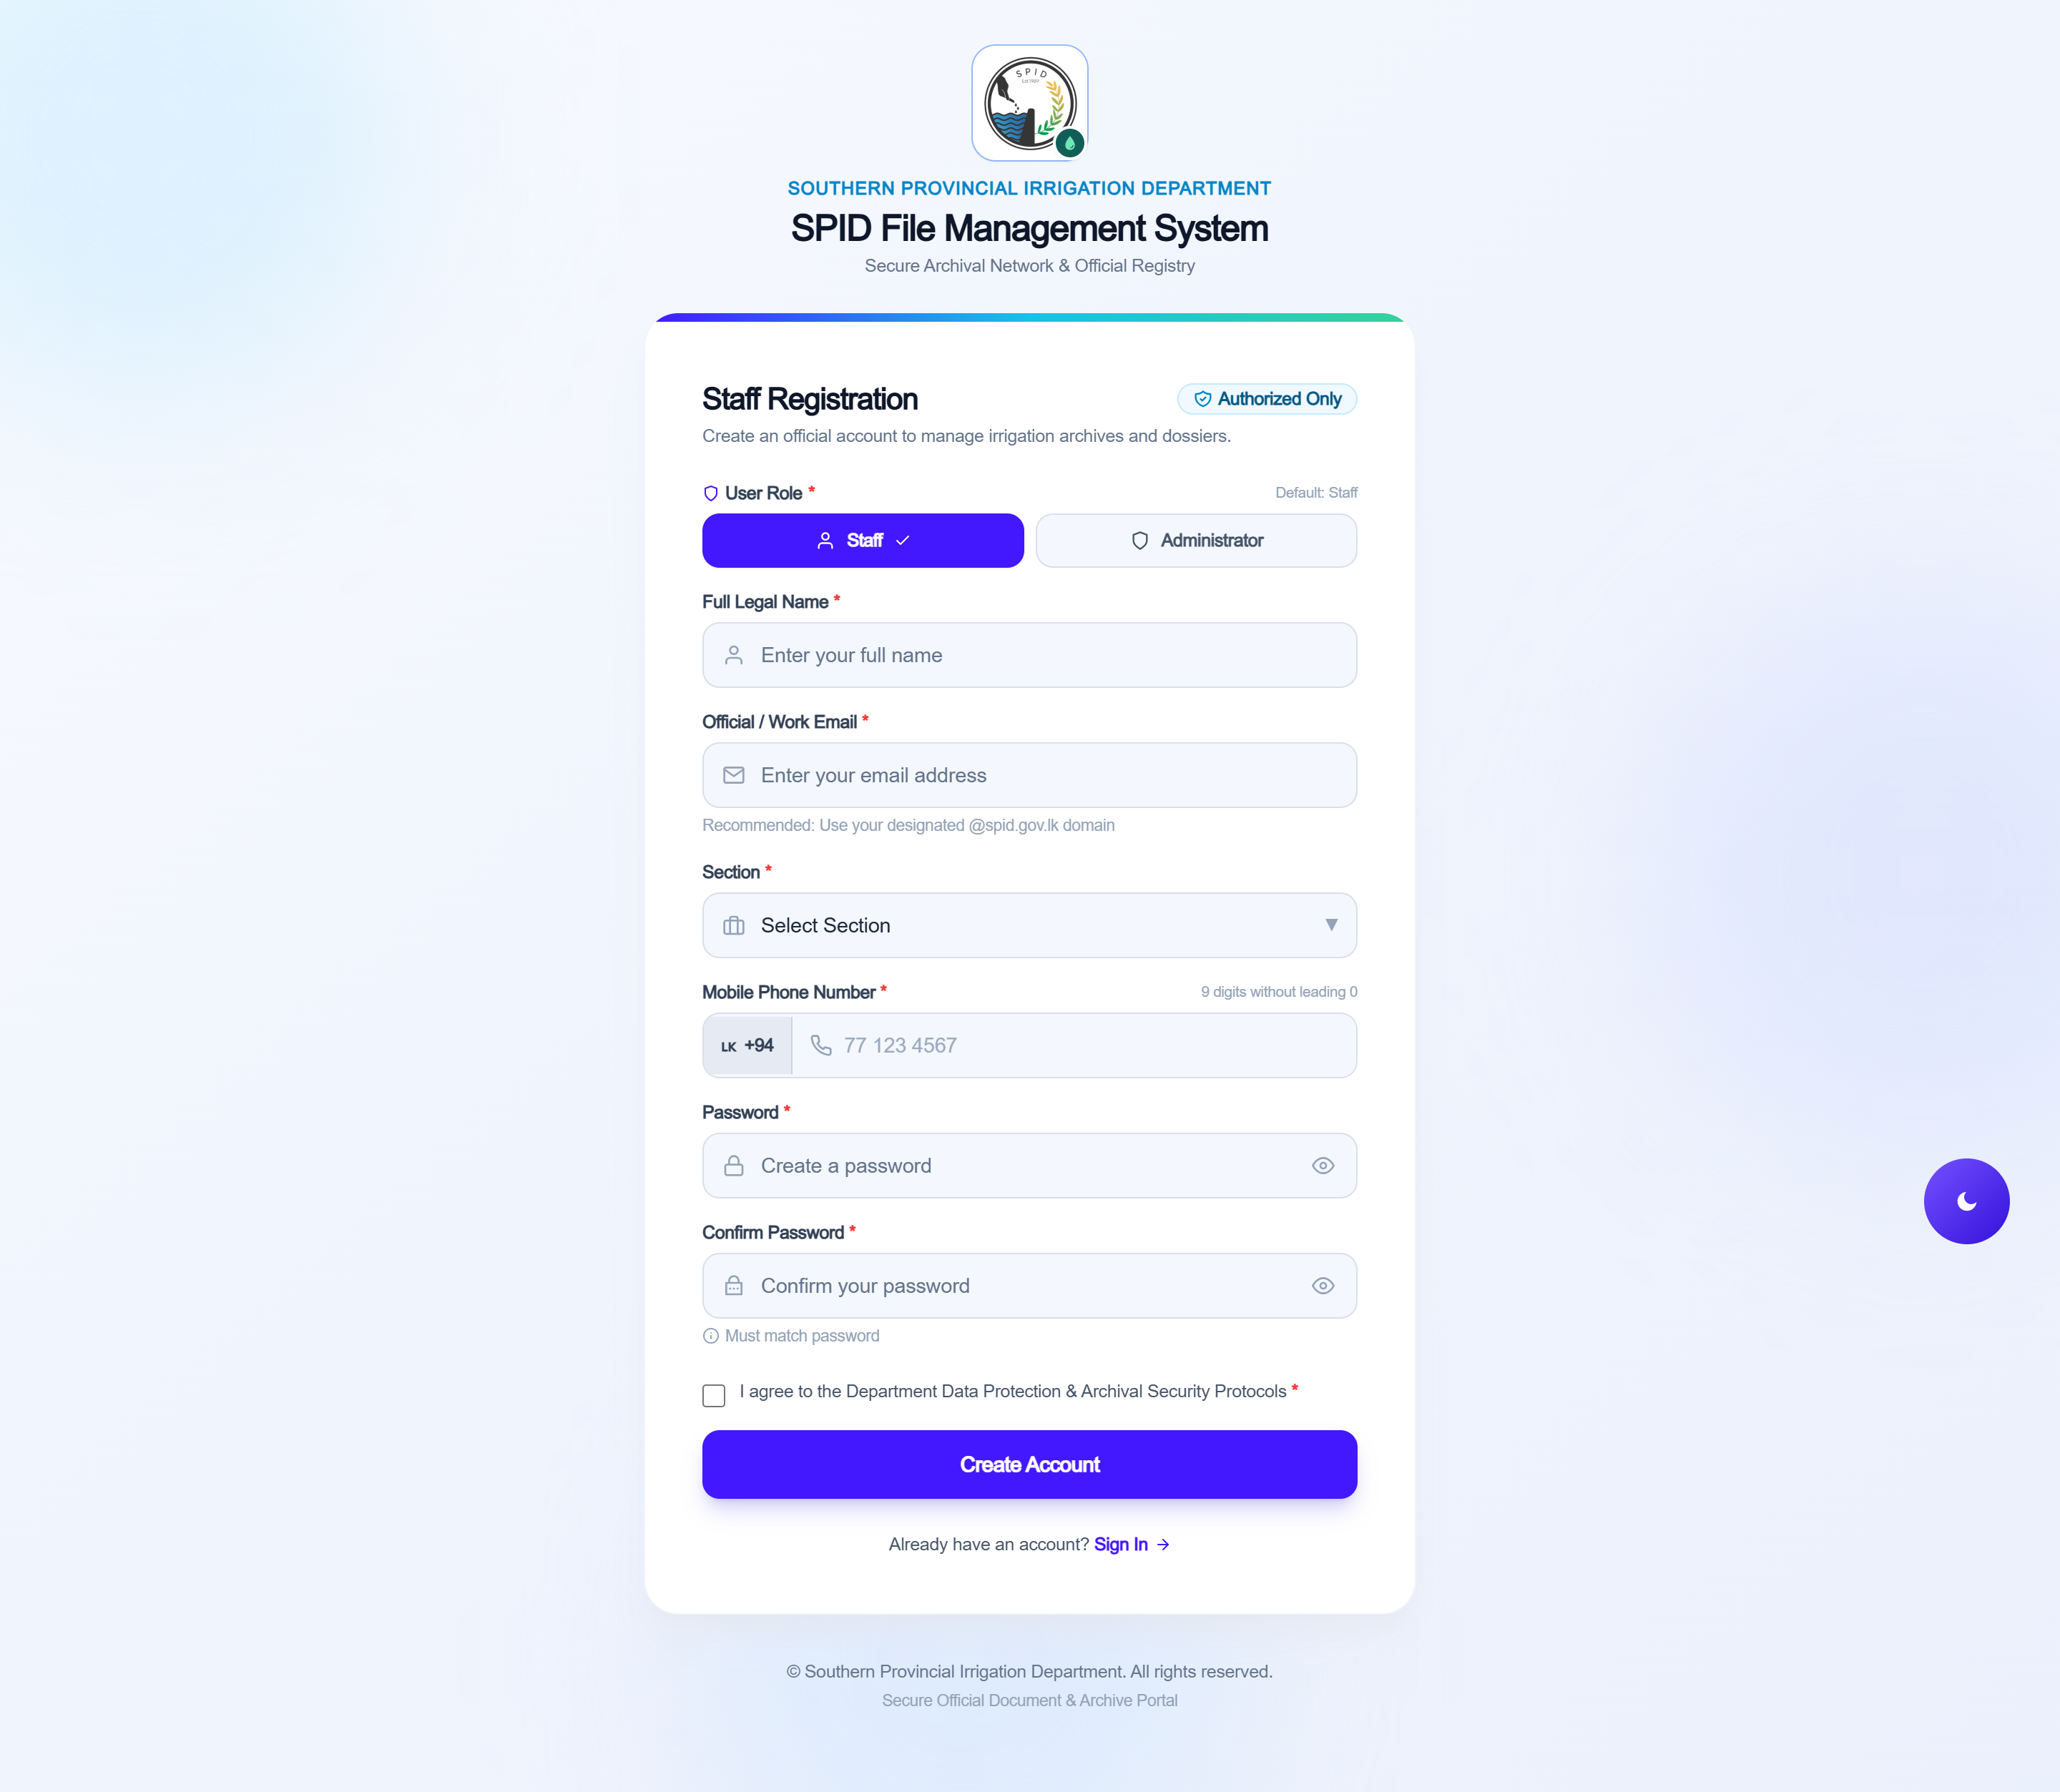 SPID
Est 1989
SOUTHERN PROVINCIAL IRRIGATION DEPARTMENT
SPID File Management System
Secure Archival Network & Official Registry
Staff Registration
Authorized Only
Create an official account to manage irrigation archives and dossiers.
User Role *
Default: Staff
Staff
Administrator
Full Legal Name *
Enter your full name
Official / Work Email *
Enter your email address
Recommended: Use your designated @spid.gov.lk domain
Section *
Select Section
Mobile Phone Number *
9 digits without leading 0
LK +94
77 123 4567
Password *
Create a password
Confirm Password *
Confirm your password
Must match password
I agree to the Department Data Protection & Archival Security Protocols *
Create Account
Already have an account? Sign In →
© Southern Provincial Irrigation Department. All rights reserved.
Secure Official Document & Archive Portal